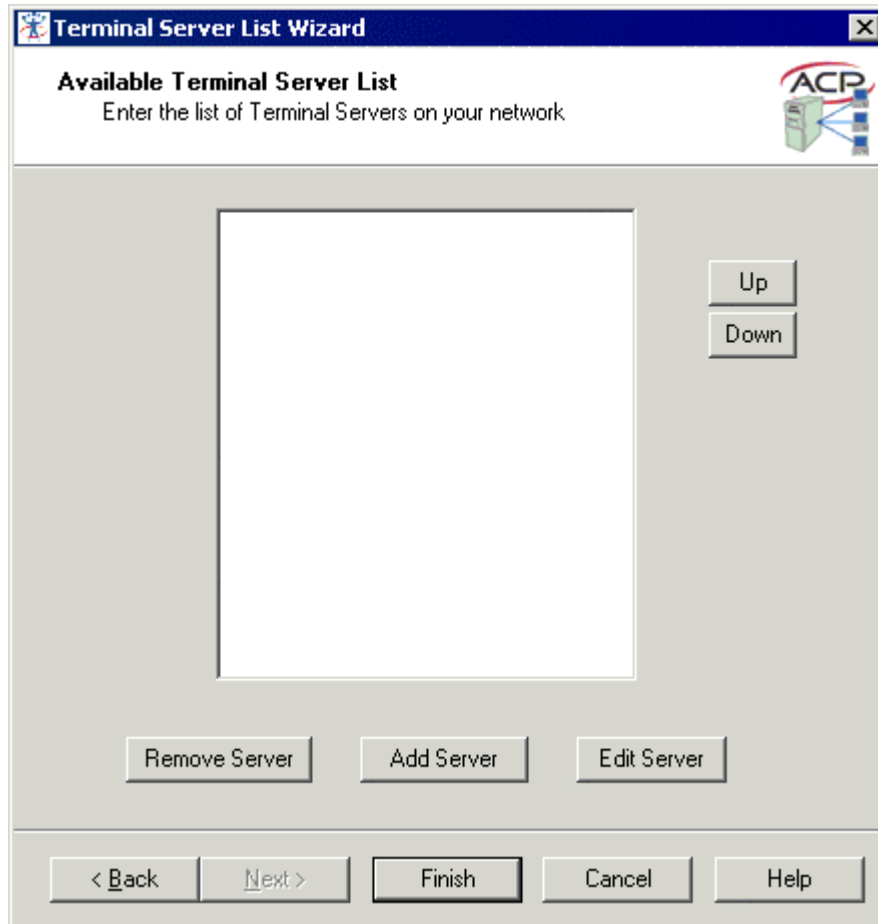 Terminal Server List Wizard
Available Terminal Server List
Enter the list of Terminal Servers on your network
ACP
Up
Down
Remove Server
Add Server
Edit Server
< Back
Next >
Finish
Cancel
Help